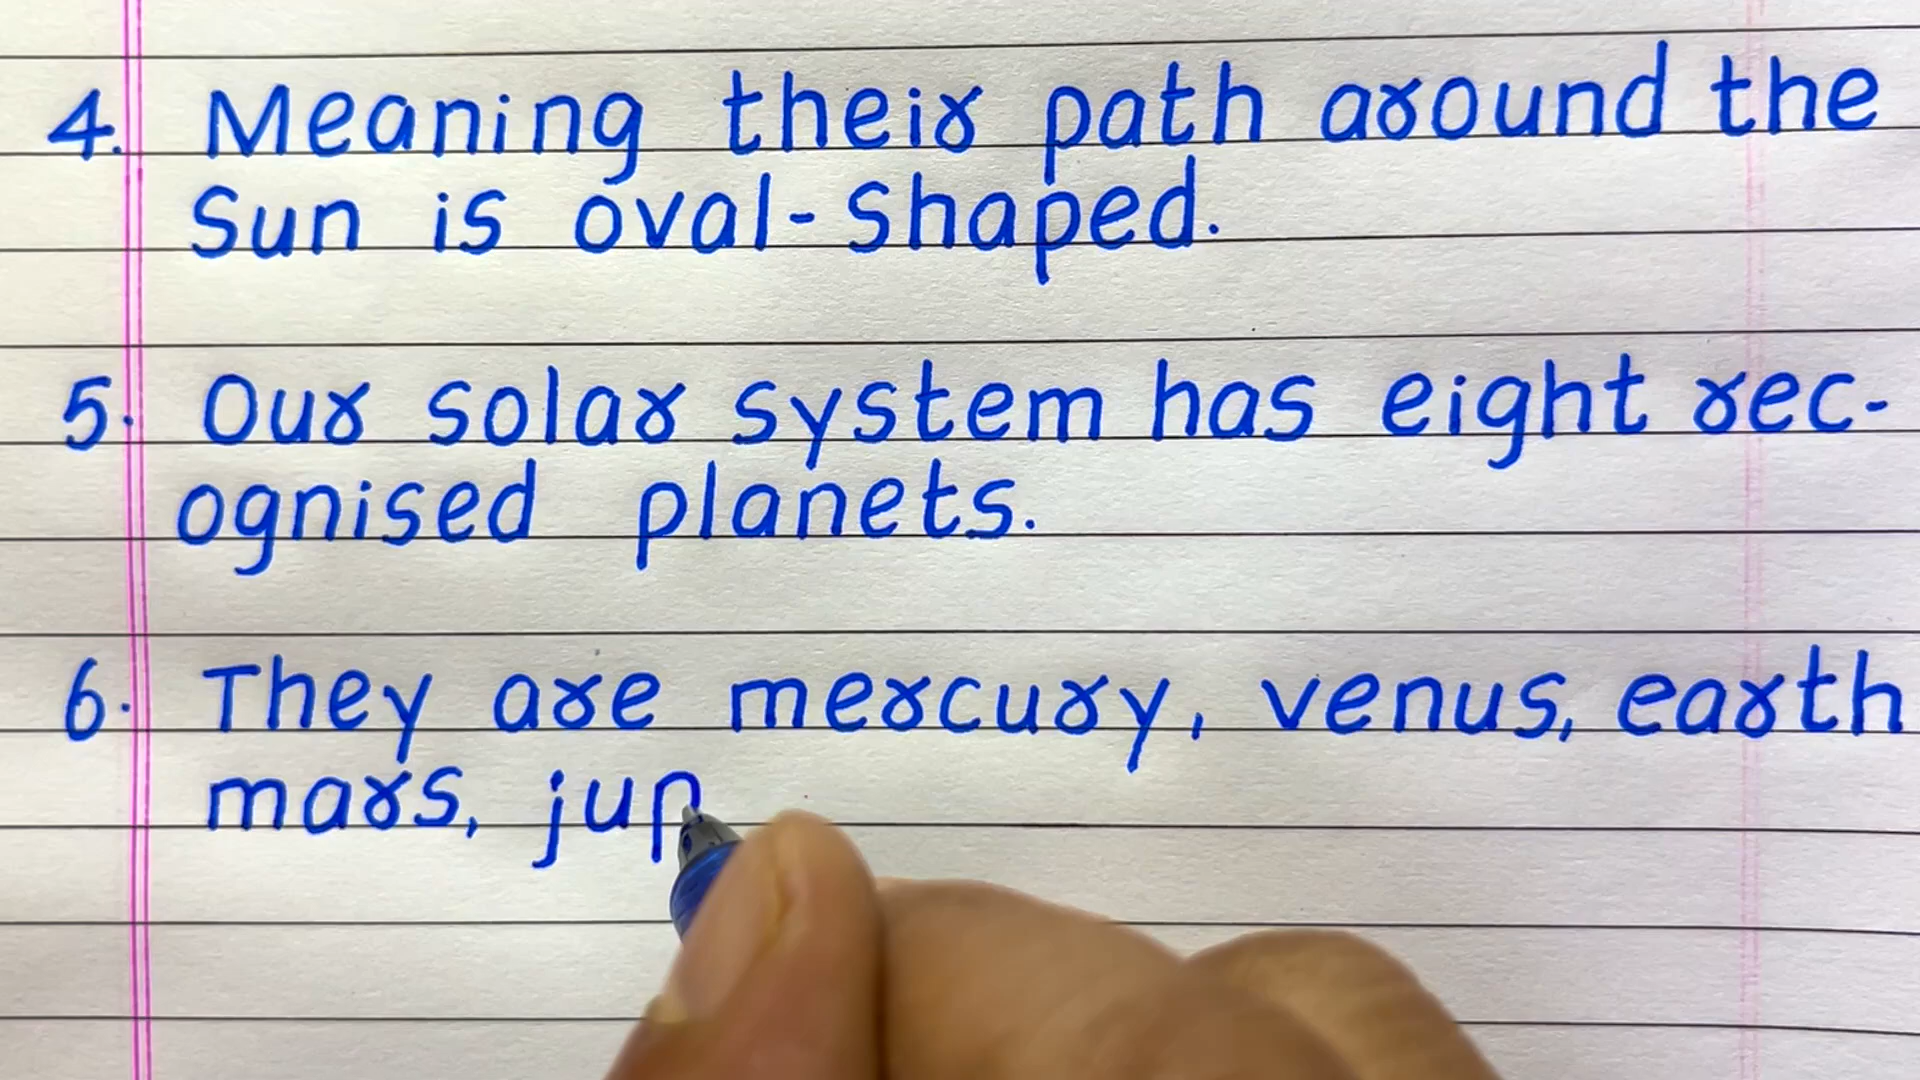 4. Meaning their path around the
Sun is oval-shaped.
5. Our solar system has eight rec-
ognised planets.
6. They are mercury, venus, earth
mars, jup